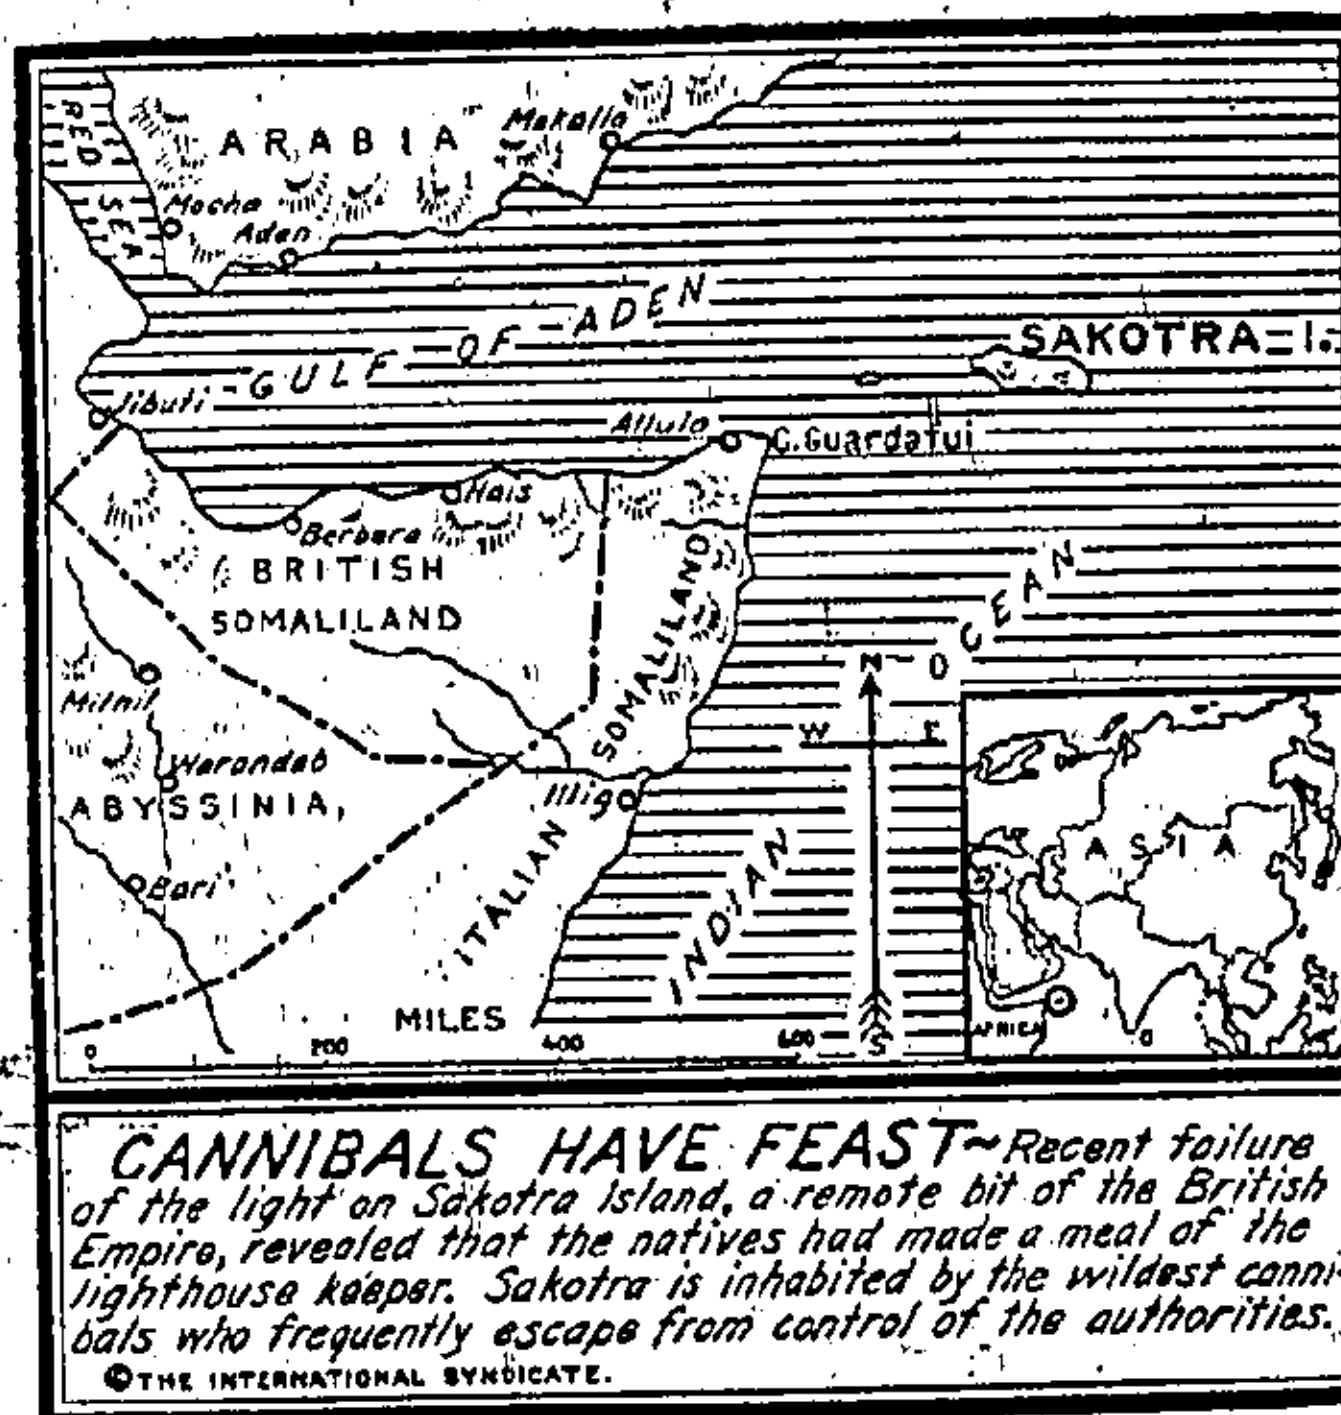 RED
SEA
ARABIA
Makalla
Mocha
Aden
GULF OF ADEN
SAKOTRA I.
Jibuti
Allula
C. Guardafui
Hais
Berbera
BRITISH
SOMALILAND
Milmil
Warandab
ABYSSINIA,
Bari
Illig
ITALIAN SOMALILAND
INDIAN OCEAN
N
W E
S
ASIA
AFRICA
MILES
0 200 400 600
CANNIBALS HAVE FEAST~Recent failure
of the light on Sakotra Island, a remote bit of the British
Empire, revealed that the natives had made a meal of the
lighthouse keeper. Sakotra is inhabited by the wildest canni-
bals who frequently escape from control of the authorities.
©THE INTERNATIONAL SYNDICATE.